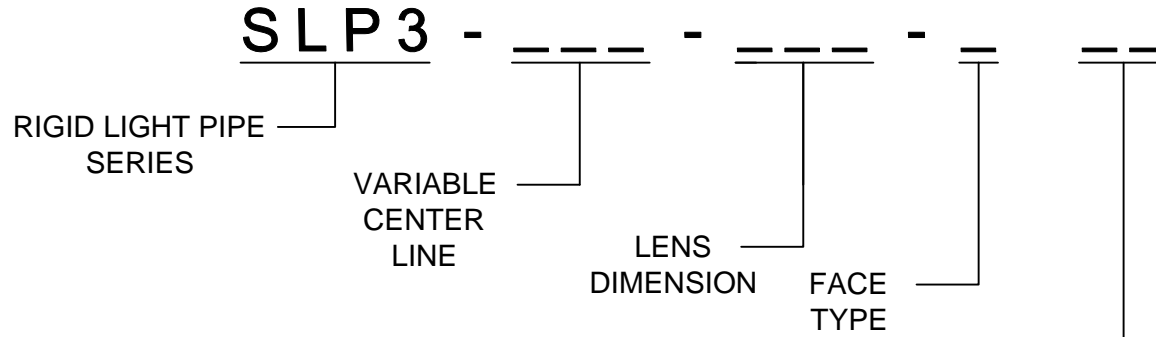 SLP3 - ___ - ___ - _ __
RIGID LIGHT PIPE
SERIES
VARIABLE
CENTER
LINE
LENS
DIMENSION
FACE
TYPE